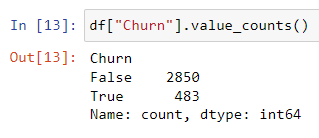 In [13]: df["Churn"].value_counts()
Out[13]: Churn
False    2850
True      483
Name: count, dtype: int64